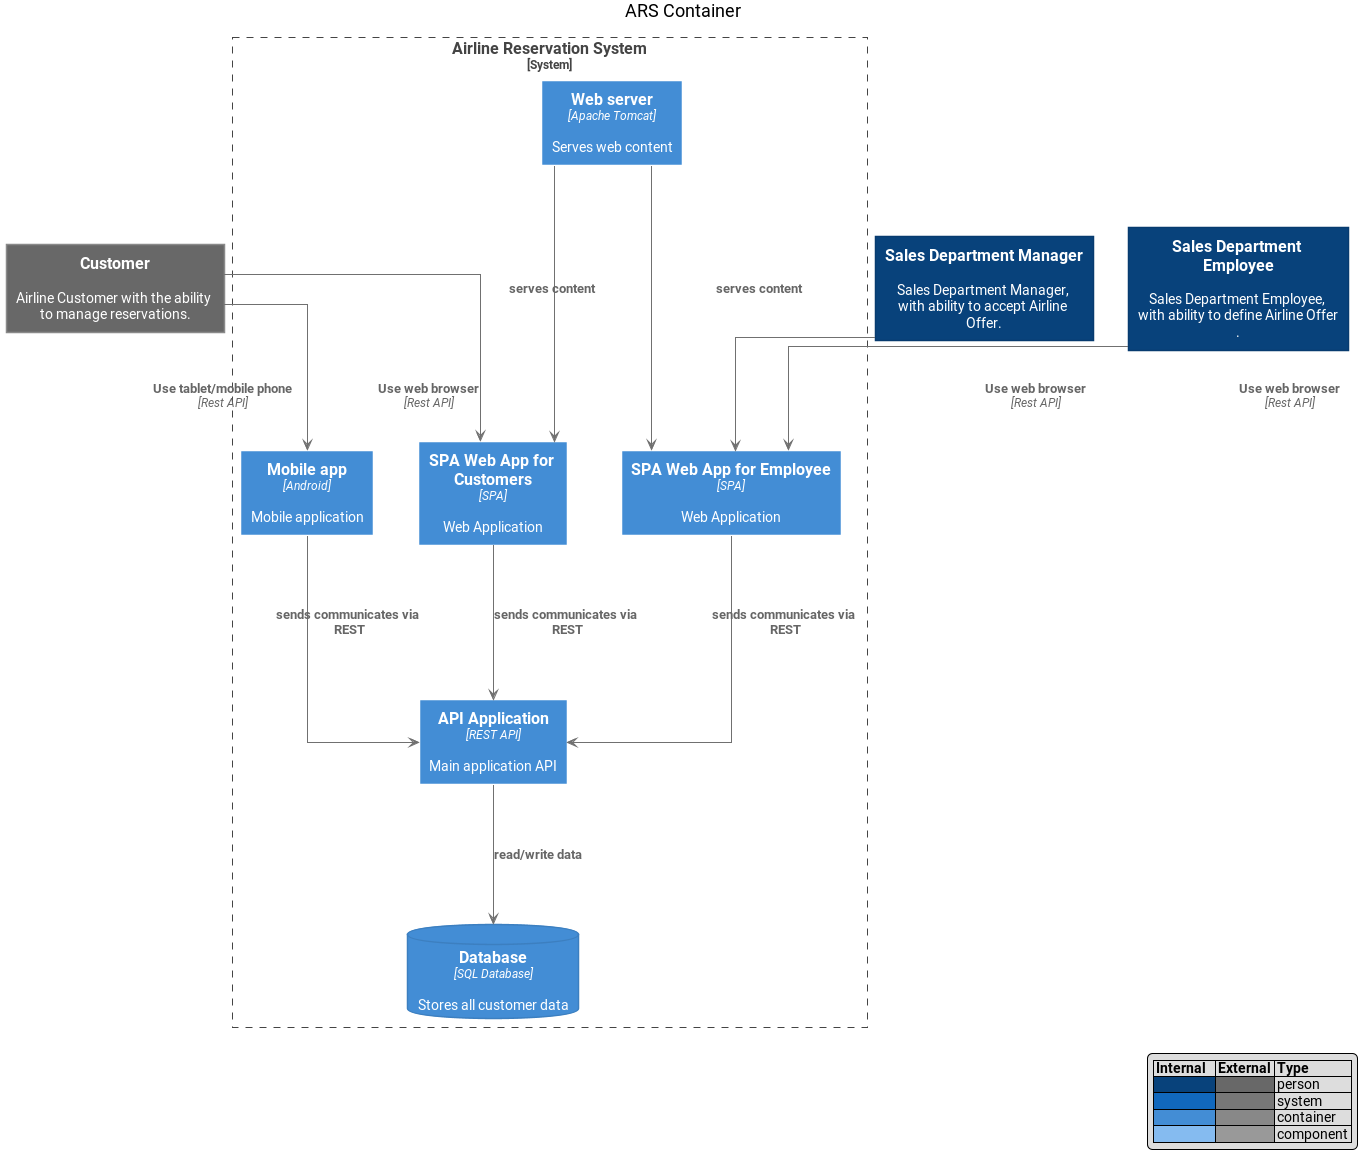 ARS Container
Airline Reservation System
[System]
Web server
[Apache Tomcat]
Serves web content
Customer
Airline Customer with the ability
to manage reservations.
serves content
serves content
Sales Department Manager
Sales Department Manager,
with ability to accept Airline
Offer.
Sales Department
Employee
Sales Department Employee,
with ability to define Airline Offer
.
Use tablet/mobile phone
[Rest API]
Use web browser
[Rest API]
Use web browser
[Rest API]
Use web browser
[Rest API]
Mobile app
[Android]
Mobile application
SPA Web App for
Customers
[SPA]
Web Application
SPA Web App for Employee
[SPA]
Web Application
sends communicates via
REST
sends communicates via
REST
sends communicates via
REST
API Application
[REST API]
Main application API
read/write data
Database
[SQL Database]
Stores all customer data
Internal External Type
person
system
container
component